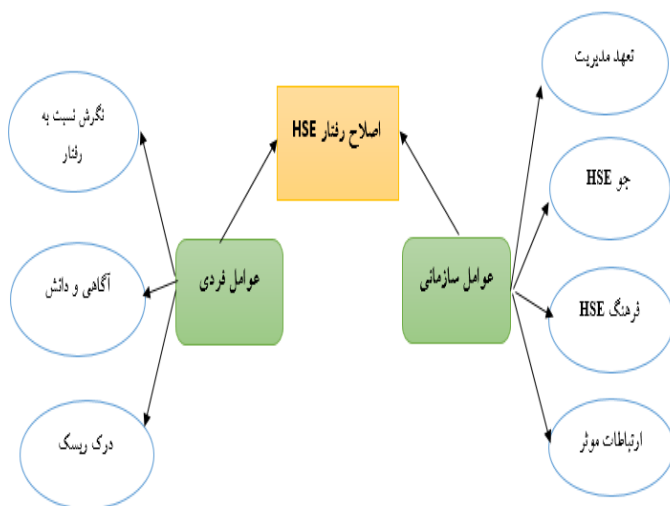 تعهد مدیریت
اصلاح رفتار HSE
نگرش نسبت به
رفتار
جو HSE
عوامل سازمانی
عوامل فردی
آگاهی و دانش
فرهنگ HSE
ارتباطات موثر
درک ریسک